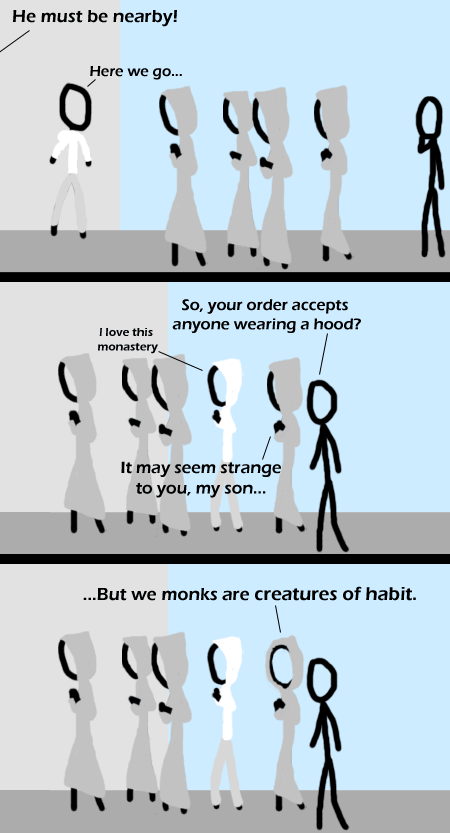 He must be nearby!
Here we go...
So, your order accepts
anyone wearing a hood?
I love this
monastery
It may seem strange
to you, my son...
...But we monks are creatures of habit.